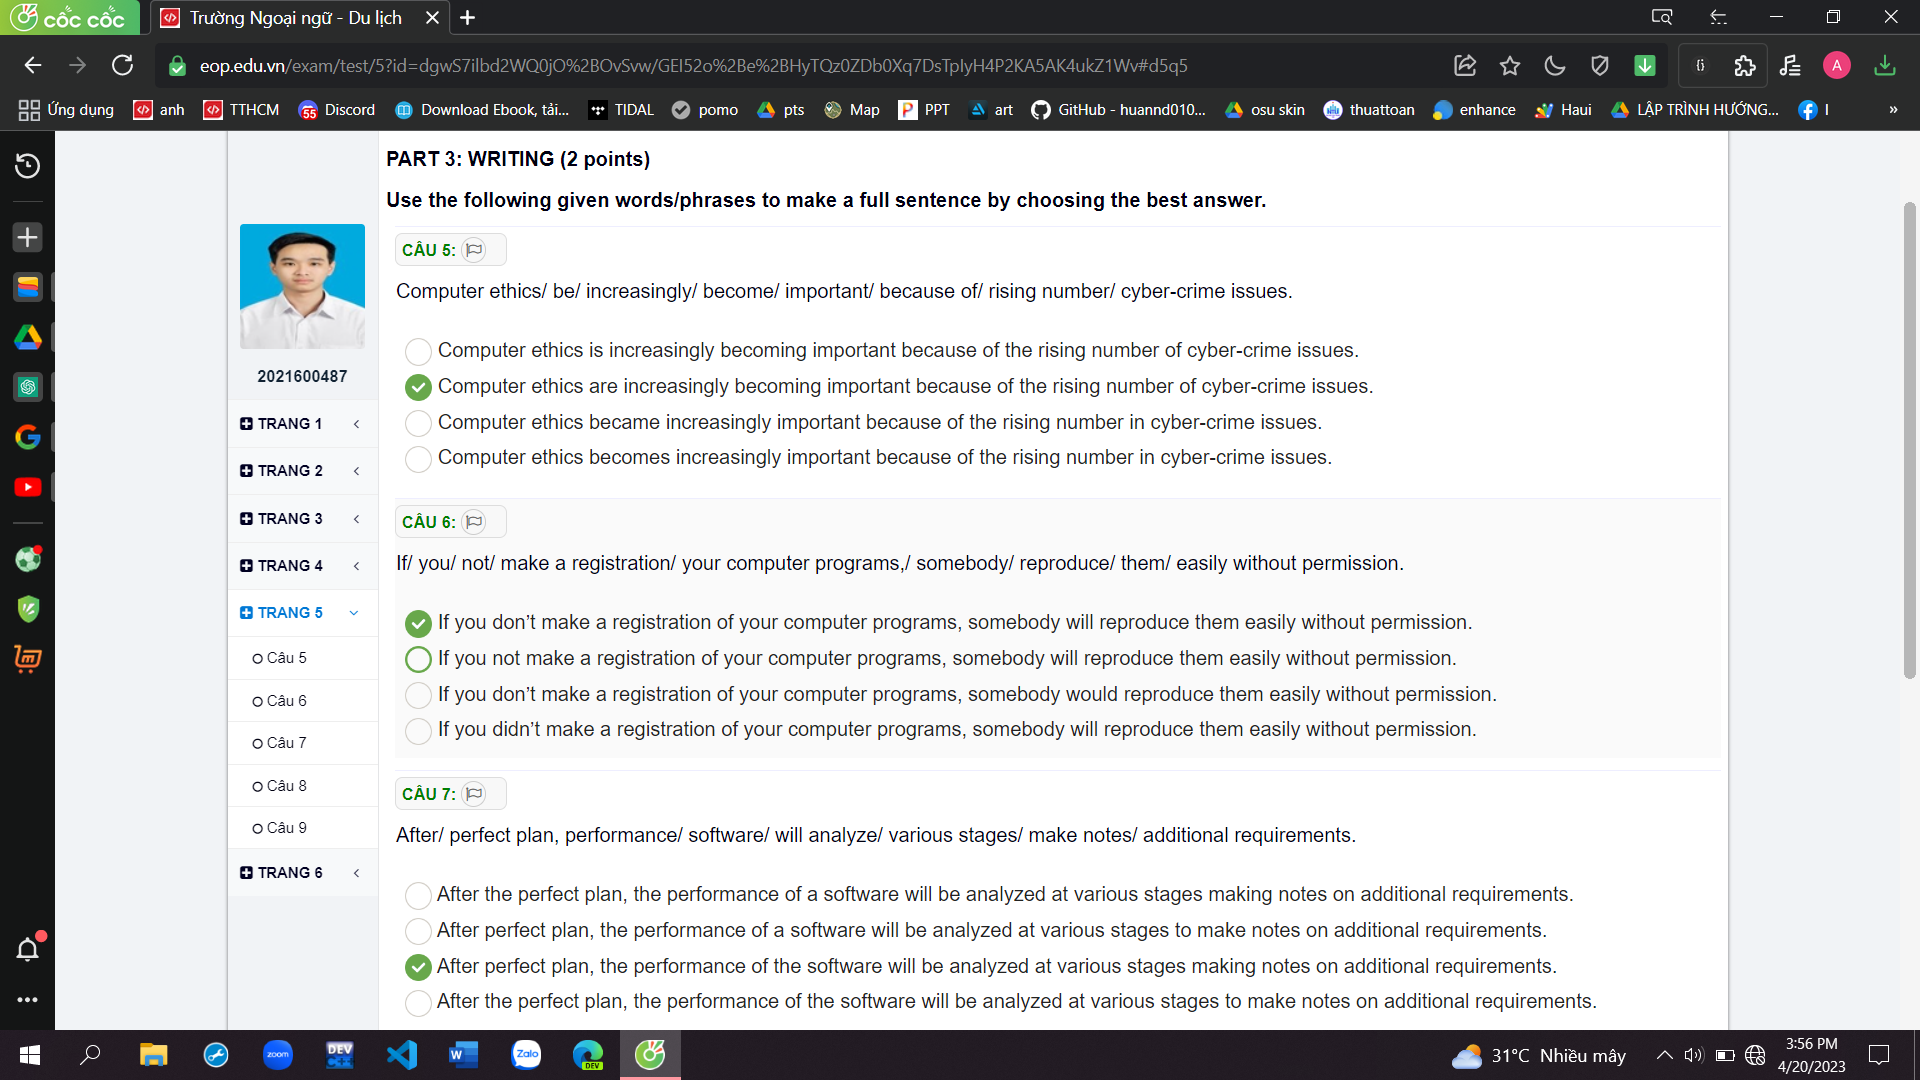 cốc cốc
Trường Ngoại ngữ - Du lịch
eop.edu.vn/exam/test/5?id=dgwS7ilbd2WQ0jO%2BOvSvw/GEI52o%2Be%2BHyTQz0ZDb0Xq7DsTpIyH4P2KA5AK4ukZ1Wv#d5q5
A
Ứng dụng anh TTHCM 55 Discord Download Ebook, tải... TIDAL pomo pts Map PPT art GitHub - huannd010... osu skin thuattoan enhance Haui LẬP TRÌNH HƯỚNG... I »
PART 3: WRITING (2 points)
Use the following given words/phrases to make a full sentence by choosing the best answer.
2021600487
TRANG 1
TRANG 2
TRANG 3
TRANG 4
TRANG 5
Câu 5
Câu 6
Câu 7
Câu 8
Câu 9
TRANG 6
CÂU 5:
Computer ethics/ be/ increasingly/ become/ important/ because of/ rising number/ cyber-crime issues.
Computer ethics is increasingly becoming important because of the rising number of cyber-crime issues.
Computer ethics are increasingly becoming important because of the rising number of cyber-crime issues.
Computer ethics became increasingly important because of the rising number in cyber-crime issues.
Computer ethics becomes increasingly important because of the rising number in cyber-crime issues.
CÂU 6:
If/ you/ not/ make a registration/ your computer programs,/ somebody/ reproduce/ them/ easily without permission.
If you don’t make a registration of your computer programs, somebody will reproduce them easily without permission.
If you not make a registration of your computer programs, somebody will reproduce them easily without permission.
If you don’t make a registration of your computer programs, somebody would reproduce them easily without permission.
If you didn’t make a registration of your computer programs, somebody will reproduce them easily without permission.
CÂU 7:
After/ perfect plan, performance/ software/ will analyze/ various stages/ make notes/ additional requirements.
After the perfect plan, the performance of a software will be analyzed at various stages making notes on additional requirements.
After perfect plan, the performance of a software will be analyzed at various stages to make notes on additional requirements.
After perfect plan, the performance of the software will be analyzed at various stages making notes on additional requirements.
After the perfect plan, the performance of the software will be analyzed at various stages to make notes on additional requirements.
zoom DEV C++ W Zalo DEV
31°C Nhiều mây
3:56 PM
4/20/2023